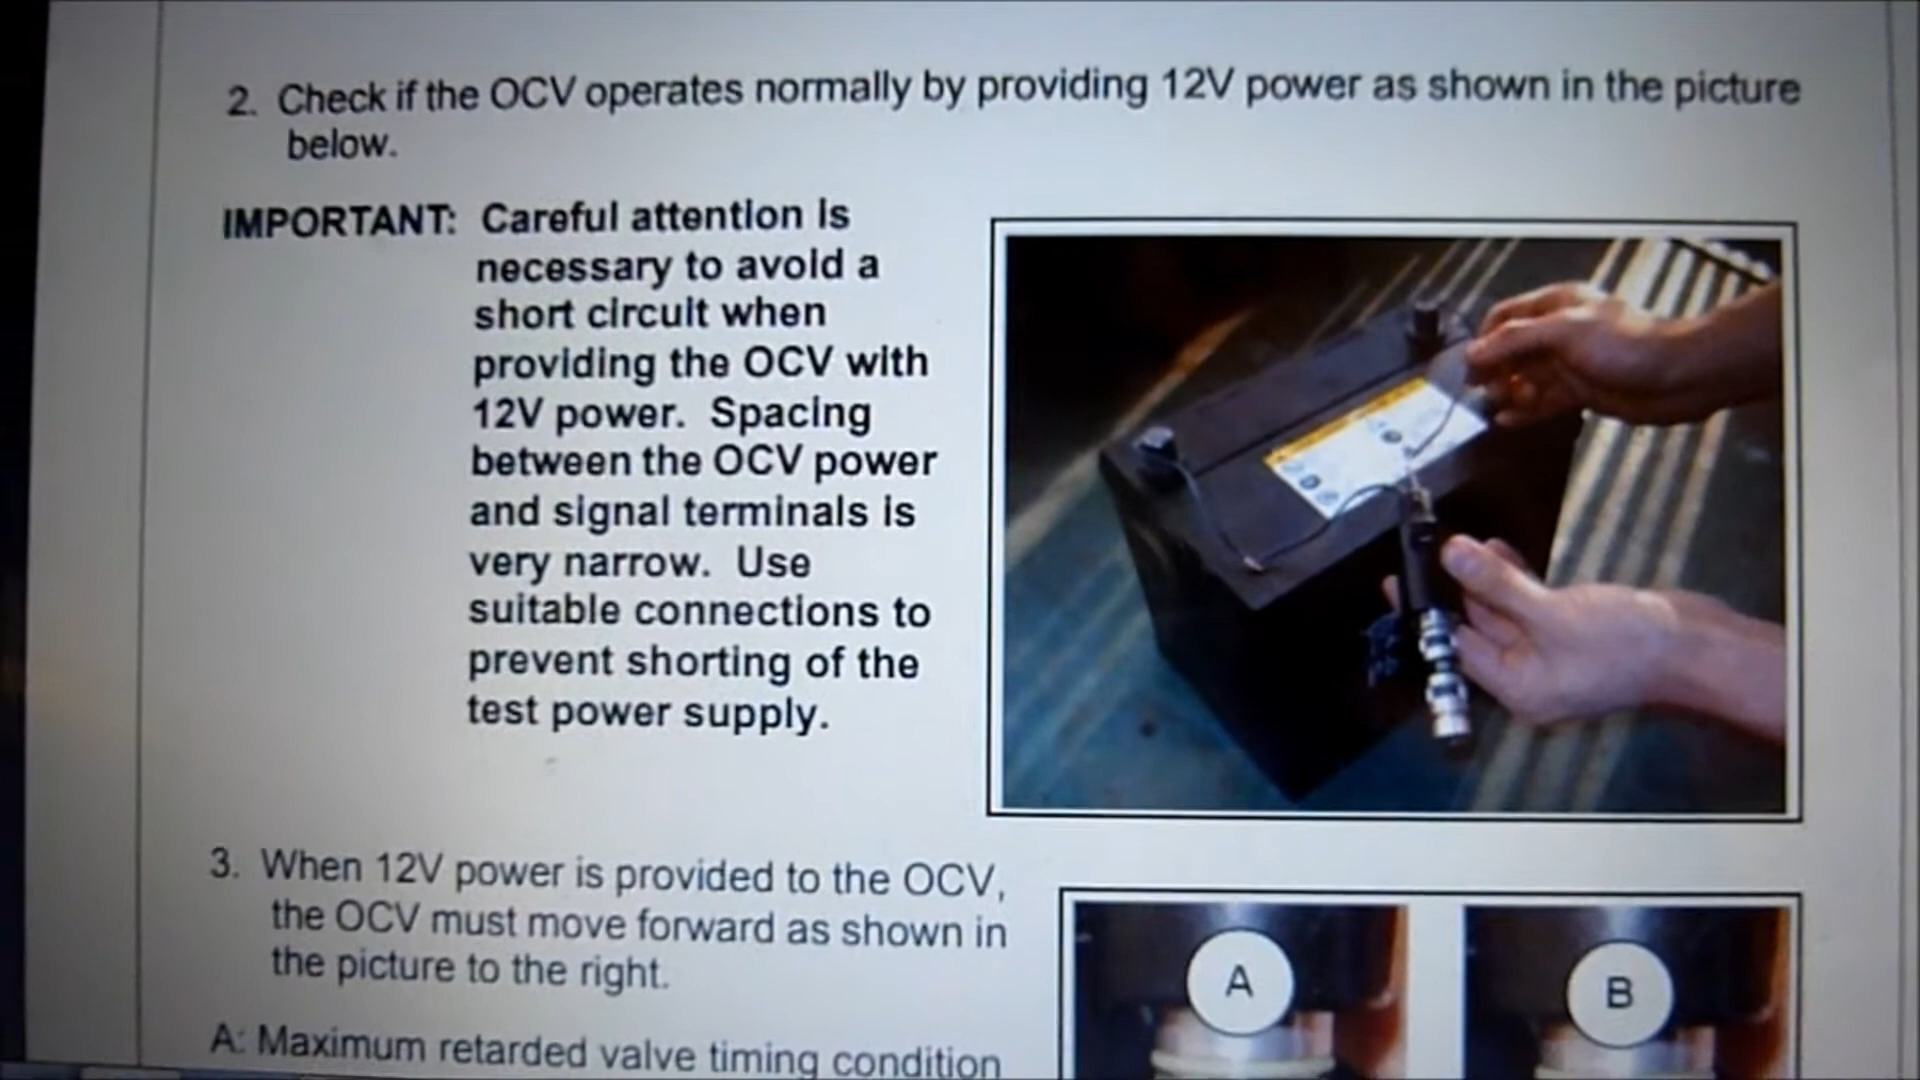 2. Check if the OCV operates normally by providing 12V power as shown in the picture
below.
IMPORTANT: Careful attention is
necessary to avoid a
short circuit when
providing the OCV with
12V power. Spacing
between the OCV power
and signal terminals is
very narrow. Use
suitable connections to
prevent shorting of the
test power supply.
3. When 12V power is provided to the OCV,
the OCV must move forward as shown in
the picture to the right.
A: Maximum retarded valve timing condition
A
B